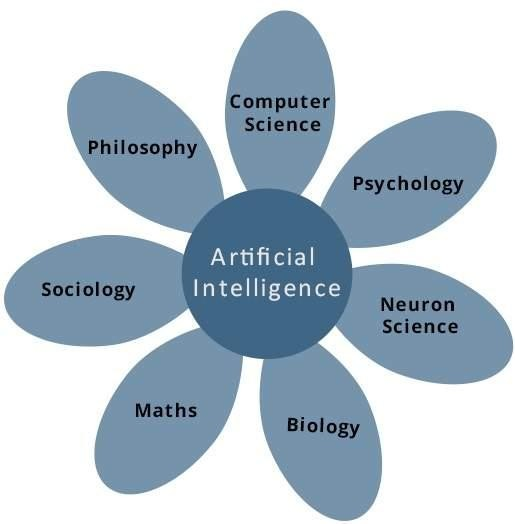 Computer
Science
Philosophy
Psychology
Artificial
Intelligence
Sociology
Neuron
Science
Maths
Biology